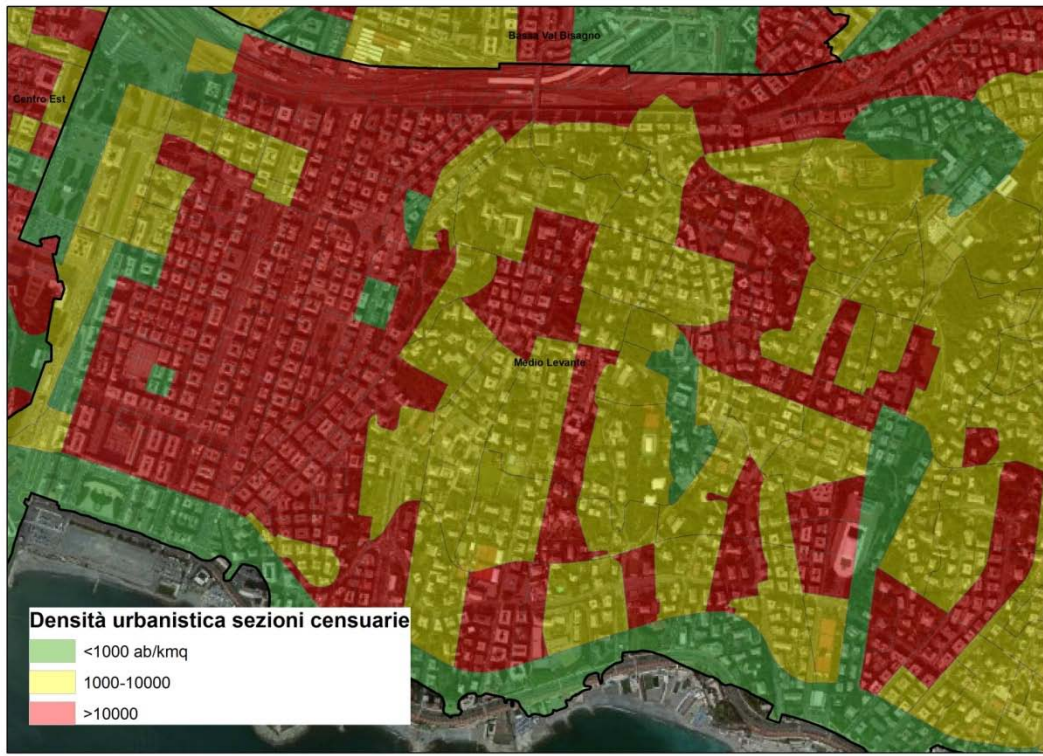 Bassa Val Bisagno
Centro Est
Medio Levante
Densità urbanistica sezioni censuarie
<1000 ab/kmq
1000-10000
>10000